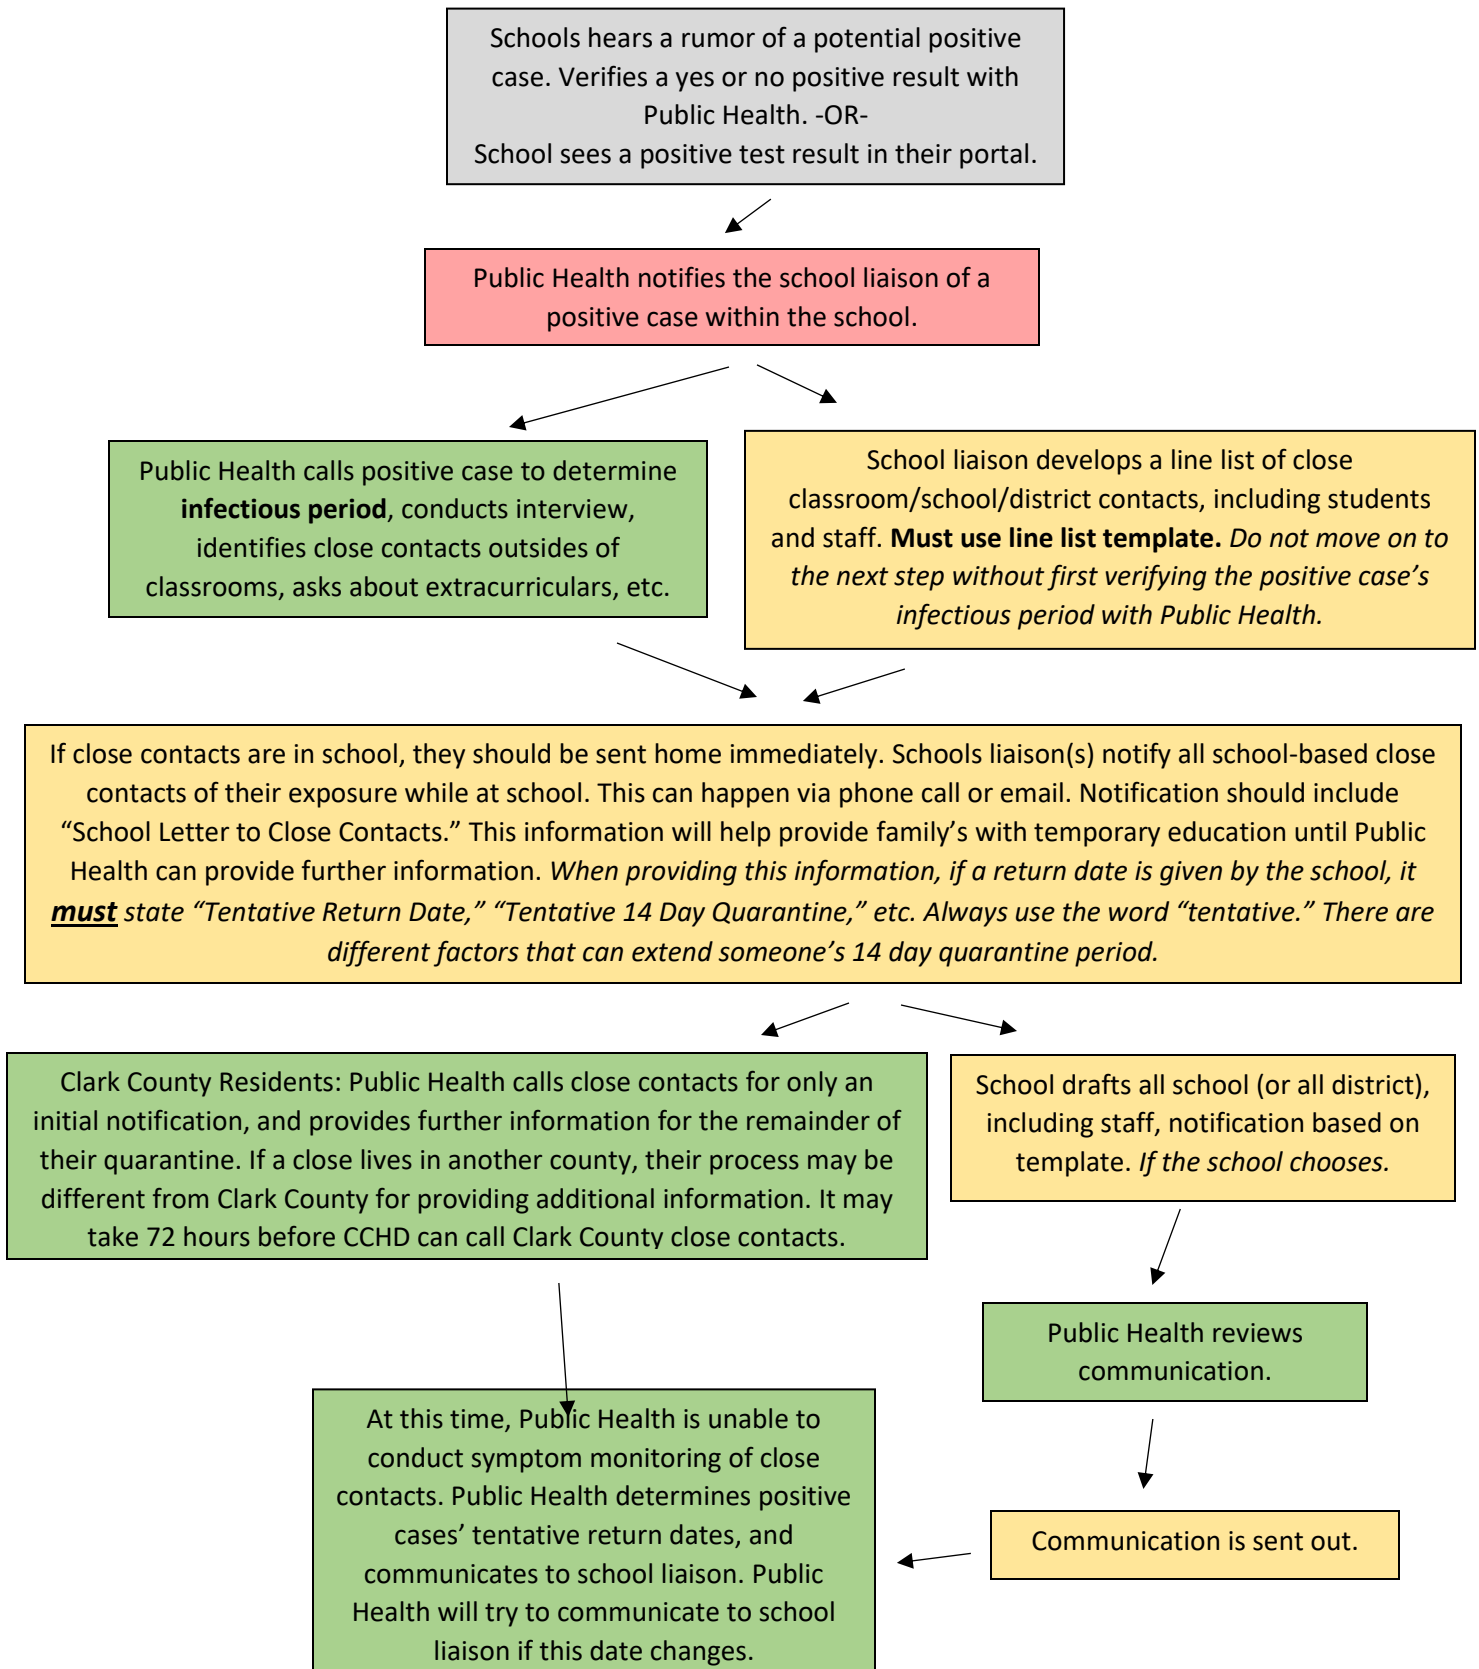 Schools hears a rumor of a potential positive
case. Verifies a yes or no positive result with
Public Health. -OR-
School sees a positive test result in their portal.
Public Health notifies the school liaison of a
positive case within the school.
Public Health calls positive case to determine
infectious period, conducts interview,
identifies close contacts outsides of
classrooms, asks about extracurriculars, etc.
School liaison develops a line list of close
classroom/school/district contacts, including students
and staff. Must use line list template. Do not move on to
the next step without first verifying the positive case’s
infectious period with Public Health.
If close contacts are in school, they should be sent home immediately. Schools liaison(s) notify all school-based close
contacts of their exposure while at school. This can happen via phone call or email. Notification should include
“School Letter to Close Contacts.” This information will help provide family’s with temporary education until Public
Health can provide further information. When providing this information, if a return date is given by the school, it
must state “Tentative Return Date,” “Tentative 14 Day Quarantine,” etc. Always use the word “tentative.” There are
different factors that can extend someone’s 14 day quarantine period.
Clark County Residents: Public Health calls close contacts for only an
initial notification, and provides further information for the remainder of
their quarantine. If a close lives in another county, their process may be
different from Clark County for providing additional information. It may
take 72 hours before CCHD can call Clark County close contacts.
School drafts all school (or all district),
including staff, notification based on
template. If the school chooses.
Public Health reviews
communication.
Communication is sent out.
At this time, Public Health is unable to
conduct symptom monitoring of close
contacts. Public Health determines positive
cases’ tentative return dates, and
communicates to school liaison. Public
Health will try to communicate to school
liaison if this date changes.